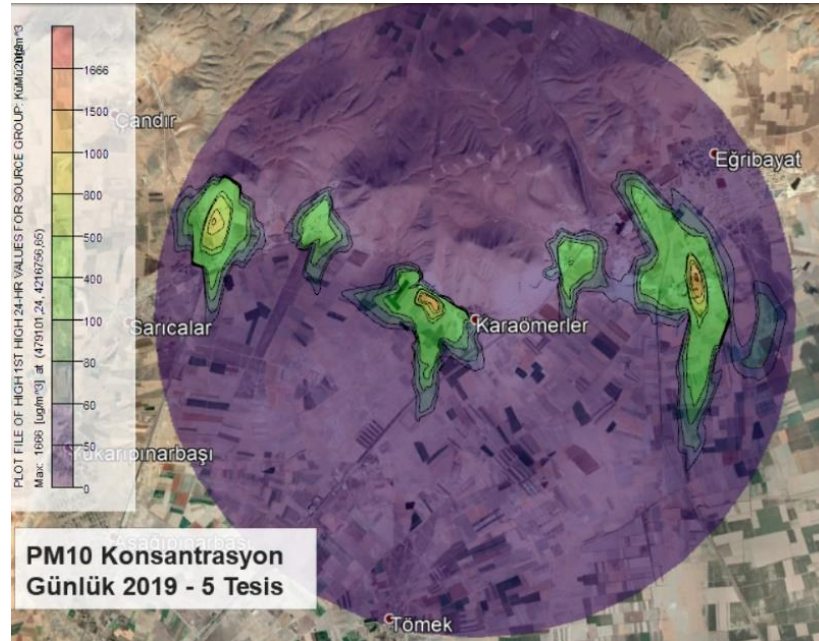 PLOT FILE OF HIGH 1ST HIGH 24-HR VALUES FOR SOURCE GROUP:
Max: 1666 [ug/m^3] at (479101,24, 4216756,65)
1666
1500
1000
800
500
400
100
80
60
50
0
Çandır
Eğribayat
Sarıcalar
Karaömerler
Yukarıpınarbaşı
Aşağıpınarbaşı
PM10 Konsantrasyon
Günlük 2019 - 5 Tesis
Tömek